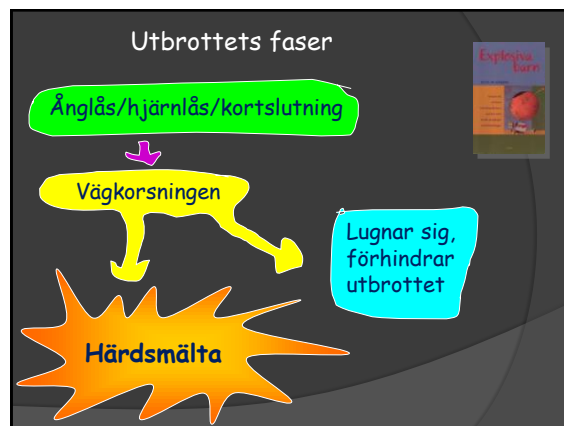 Utbrottets faser
Explosiva
barn
Ånglås/hjärnlås/kortslutning
Vägkorsningen
Lugnar sig,
förhindrar
utbrottet
Härdsmälta